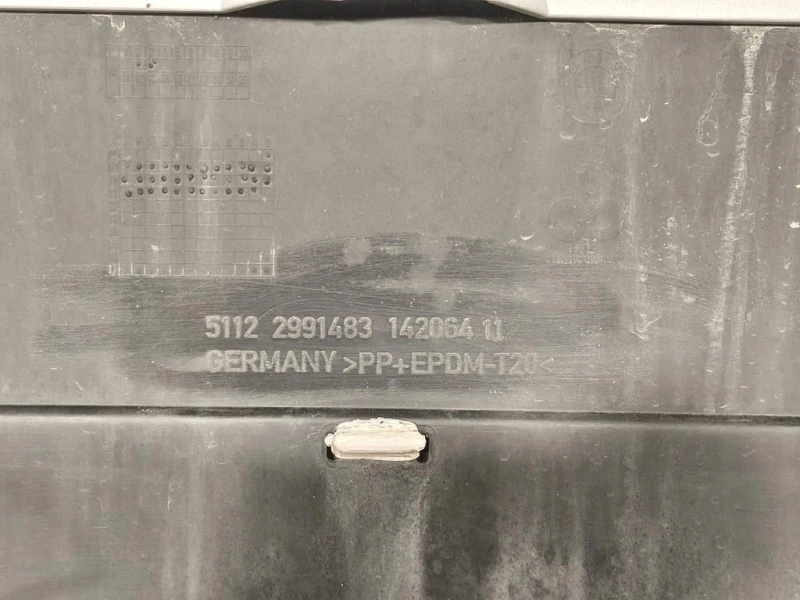 5112 2991483 142064 11
GERMANY >PP+EPDM-T20<